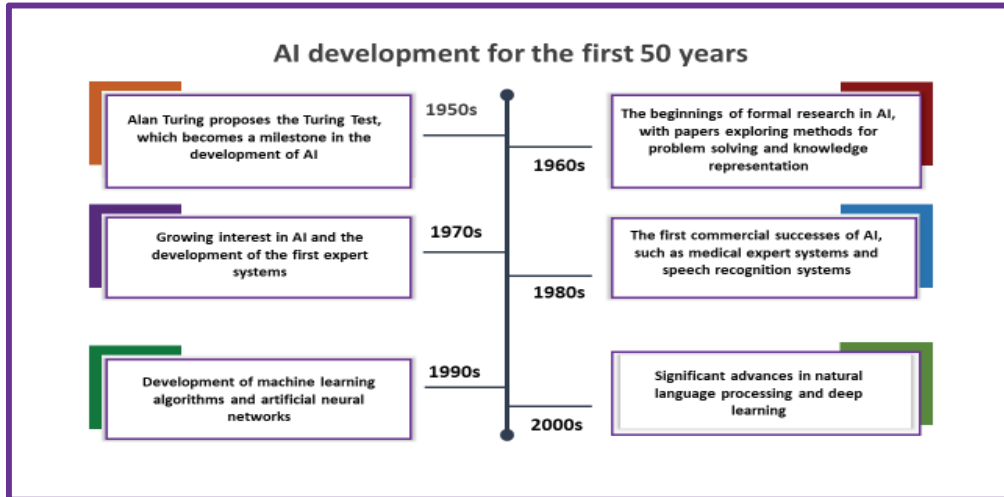 AI development for the first 50 years
1950s
Alan Turing proposes the Turing Test,
which becomes a milestone in the
development of AI
1960s
The beginnings of formal research in AI,
with papers exploring methods for
problem solving and knowledge
representation
1970s
Growing interest in AI and the
development of the first expert
systems
1980s
The first commercial successes of AI,
such as medical expert systems and
speech recognition systems
1990s
Development of machine learning
algorithms and artificial neural
networks
2000s
Significant advances in natural
language processing and deep
learning